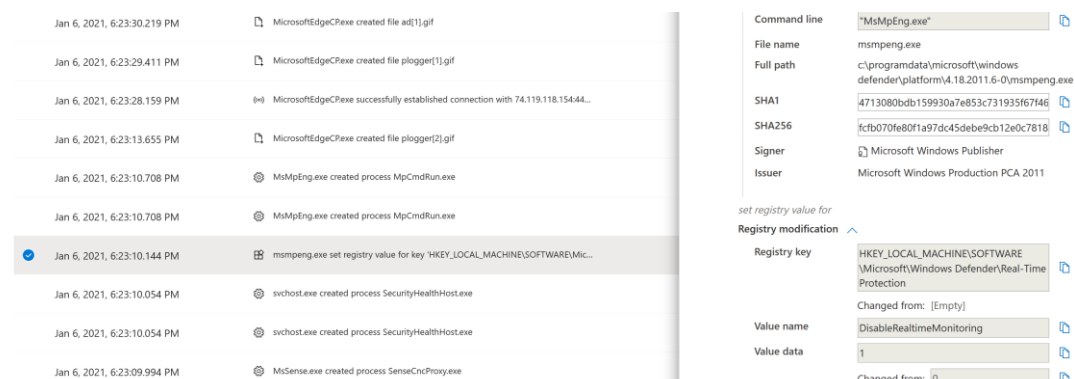 Jan 6, 2021, 6:23:30.219 PM
MicrosoftEdgeCP.exe created file ad[1].gif
Jan 6, 2021, 6:23:29.411 PM
MicrosoftEdgeCP.exe created file plogger[1].gif
Jan 6, 2021, 6:23:28.159 PM
MicrosoftEdgeCP.exe successfully established connection with 74.119.118.154:44...
Jan 6, 2021, 6:23:13.655 PM
MicrosoftEdgeCP.exe created file plogger[2].gif
Jan 6, 2021, 6:23:10.708 PM
MsMpEng.exe created process MpCmdRun.exe
Jan 6, 2021, 6:23:10.708 PM
MsMpEng.exe created process MpCmdRun.exe
Jan 6, 2021, 6:23:10.144 PM
msmpeng.exe set registry value for key 'HKEY_LOCAL_MACHINE\SOFTWARE\Mic...
Jan 6, 2021, 6:23:10.054 PM
svchost.exe created process SecurityHealthHost.exe
Jan 6, 2021, 6:23:10.054 PM
svchost.exe created process SecurityHealthHost.exe
Jan 6, 2021, 6:23:09.994 PM
MsSense.exe created process SenseCncProxy.exe
Command line
"MsMpEng.exe"
File name
msmpeng.exe
Full path
c:\programdata\microsoft\windows
defender\platform\4.18.2011.6-0\msmpeng.exe
SHA1
4713080bdb159930a7e853c731935f67f46
SHA256
fcfb070fe80f1a97dc45debe9cb12e0c7818
Signer
Microsoft Windows Publisher
Issuer
Microsoft Windows Production PCA 2011
set registry value for
Registry modification
Registry key
HKEY_LOCAL_MACHINE\SOFTWARE
\Microsoft\Windows Defender\Real-Time
Protection
Changed from: [Empty]
Value name
DisableRealtimeMonitoring
Value data
1
Changed from: 0